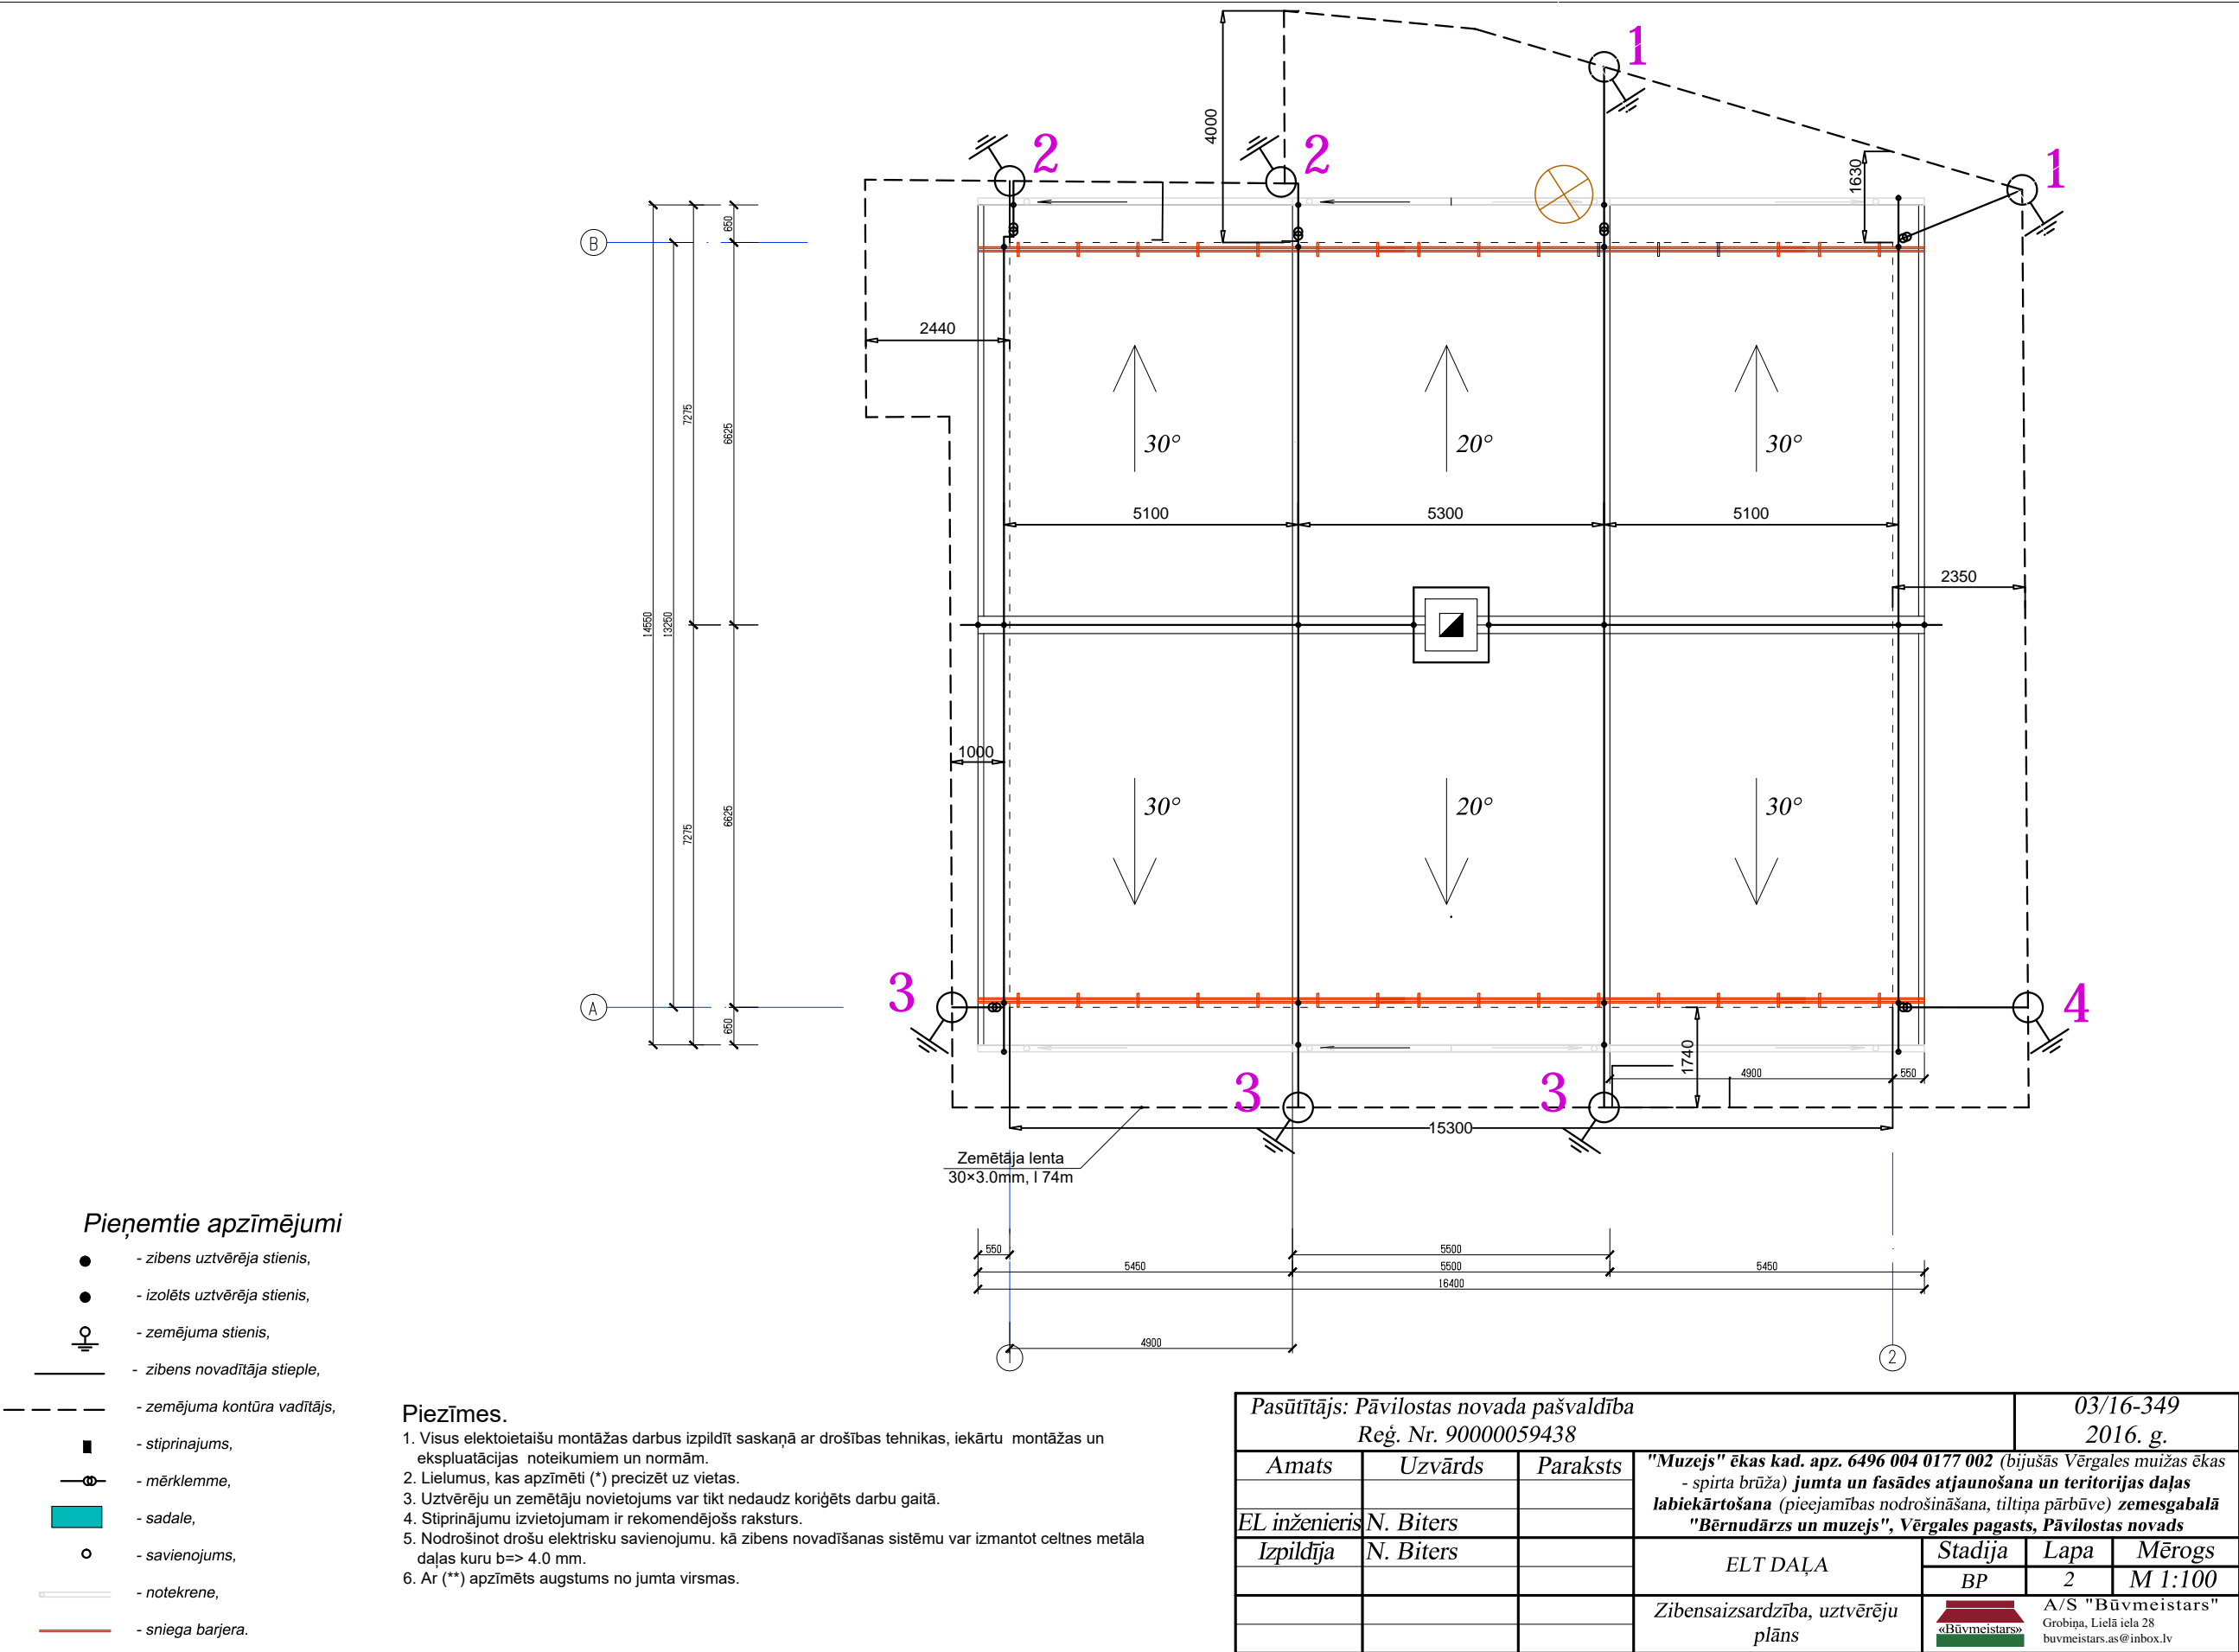 1
4000
2
2
1
1630
650
B
2440
7275
6625
30°
20°
30°
5100
5300
5100
2350
14550
13250
1000
30°
20°
30°
7275
6625
3
4
A
650
1740
4900
550
3
3
15300
Zemētāja lenta
30×3.0mm, l 74m
550
5500
5450
5500
5450
16400
4900
2
Pieņemtie apzīmējumi
- zibens uztvērēja stienis,
- izolēts uztvērēja stienis,
- zemējuma stienis,
- zibens novadītāja stieple,
- zemējuma kontūra vadītājs,
- stiprinajums,
- mērklemme,
- sadale,
- savienojums,
- notekrene,
- sniega barjera.
Piezīmes.
1. Visus elektoietaišu montāžas darbus izpildīt saskaņā ar drošības tehnikas, iekārtu montāžas un
ekspluatācijas noteikumiem un normām.
2. Lielumus, kas apzīmēti (*) precizēt uz vietas.
3. Uztvērēju un zemētāju novietojums var tikt nedaudz koriģēts darbu gaitā.
4. Stiprinājumu izvietojumam ir rekomendējošs raksturs.
5. Nodrošinot drošu elektrisku savienojumu. kā zibens novadīšanas sistēmu var izmantot celtnes metāla
daļas kuru b=> 4.0 mm.
6. Ar (**) apzīmēts augstums no jumta virsmas.
Pasūtītājs: Pāvilostas novada pašvaldība
Reģ. Nr. 90000059438
03/16-349
2016. g.
Amats Uzvārds Paraksts
"Muzejs" ēkas kad. apz. 6496 004 0177 002 (bijušās Vērgales muižas ēkas
- spirta brūža) jumta un fasādes atjaunošana un teritorijas daļas
labiekārtošana (pieejamības nodrošināšana, tiltiņa pārbūve) zemesgabalā
"Bērnudārzs un muzejs", Vērgales pagasts, Pāvilostas novads
EL inženieris N. Biters
Izpildīja N. Biters
ELT DAĻA
Stadija Lapa Mērogs
BP 2 M 1:100
Zibensaizsardzība, uztvērēju
plāns
«Būvmeistars»
A/S "Būvmeistars"
Grobiņa, Lielā iela 28
buvmeistars.as@inbox.lv